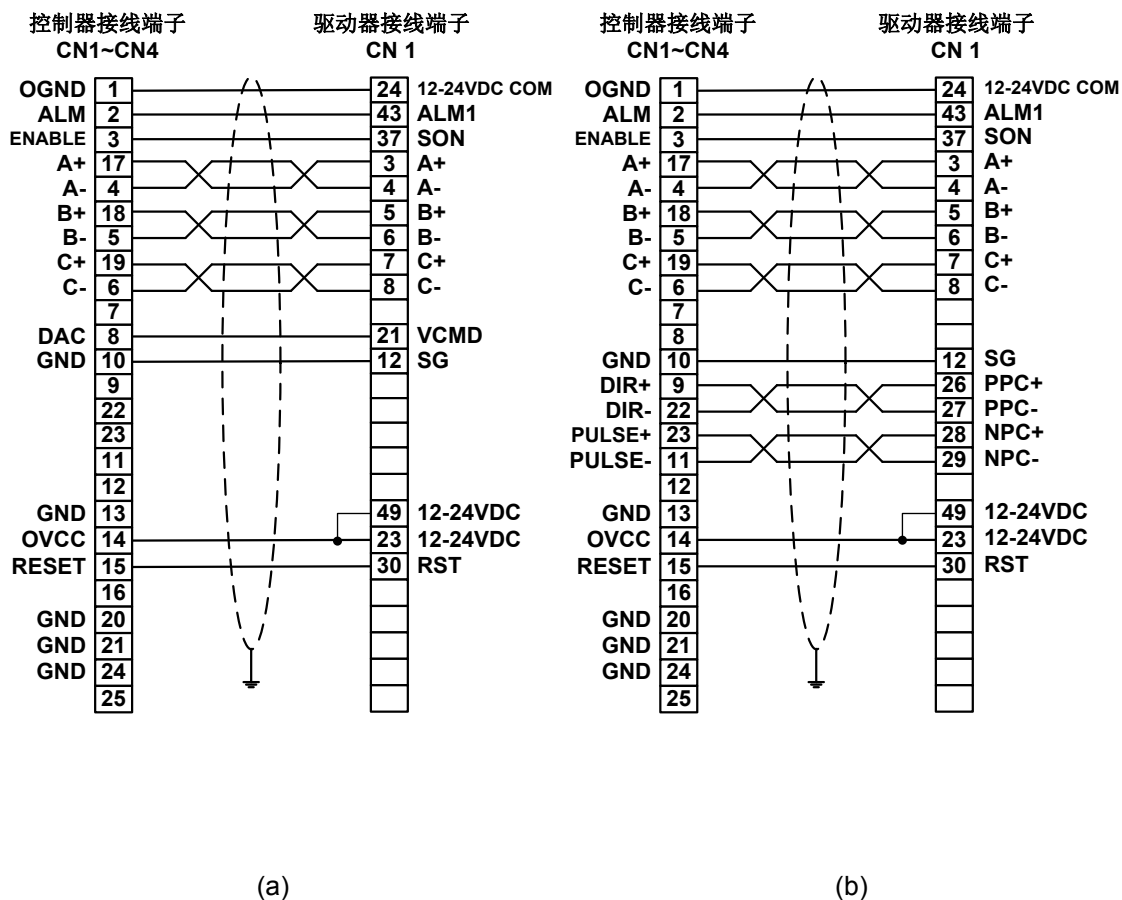 控制器接线端子 驱动器接线端子
CN1~CN4 CN 1
OGND 1 24 12-24VDC COM
ALM 2 43 ALM1
ENABLE 3 37 SON
A+ 17 3 A+
A- 4 4 A-
B+ 18 5 B+
B- 5 6 B-
C+ 19 7 C+
C- 6 8 C-
7
DAC 8 21 VCMD
GND 10 12 SG
9
22
23
11
12
GND 13 49 12-24VDC
OVCC 14 23 12-24VDC
RESET 15 30 RST
16
GND 20
GND 21
GND 24
25
(a)
控制器接线端子 驱动器接线端子
CN1~CN4 CN 1
OGND 1 24 12-24VDC COM
ALM 2 43 ALM1
ENABLE 3 37 SON
A+ 17 3 A+
A- 4 4 A-
B+ 18 5 B+
B- 5 6 B-
C+ 19 7 C+
C- 6 8 C-
7
8
GND 10 12 SG
DIR+ 9 26 PPC+
DIR- 22 27 PPC-
PULSE+ 23 28 NPC+
PULSE- 11 29 NPC-
12
GND 13 49 12-24VDC
OVCC 14 23 12-24VDC
RESET 15 30 RST
16
GND 20
GND 21
GND 24
25
(b)